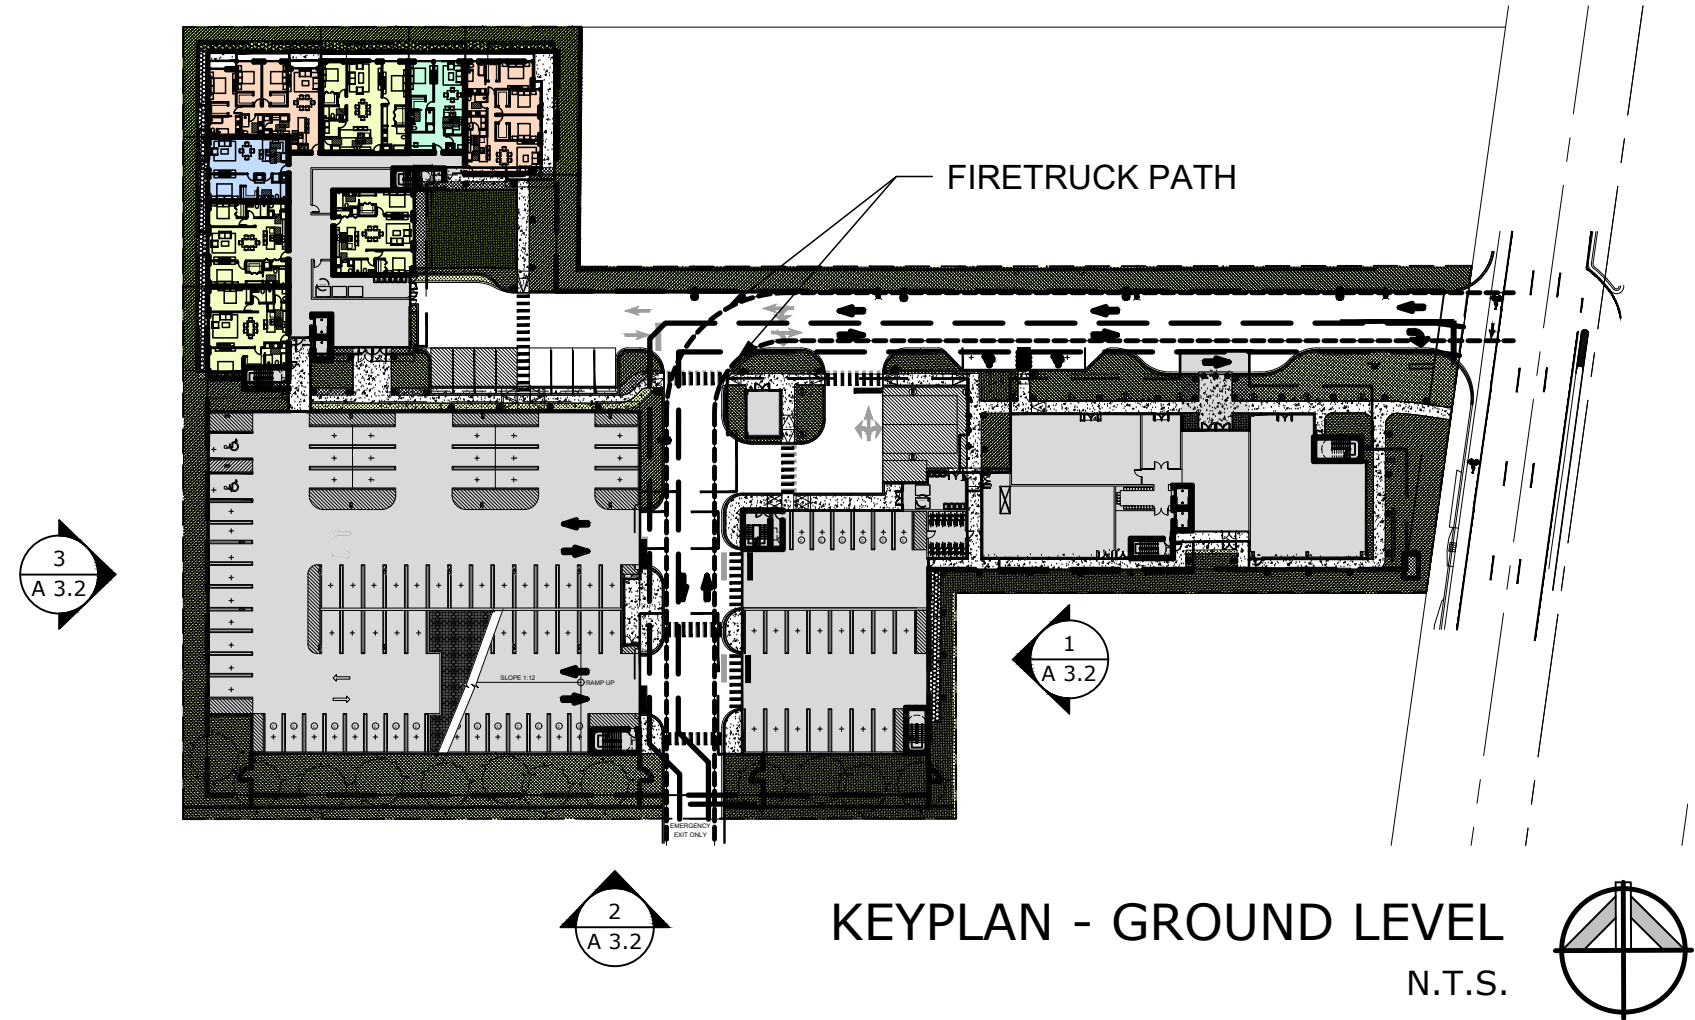 FIRETRUCK PATH
3
A 3.2
1
A 3.2
SLOPE 1:12
RAMP UP
EMERGENCY
EXIT ONLY
2
A 3.2
KEYPLAN - GROUND LEVEL
N.T.S.